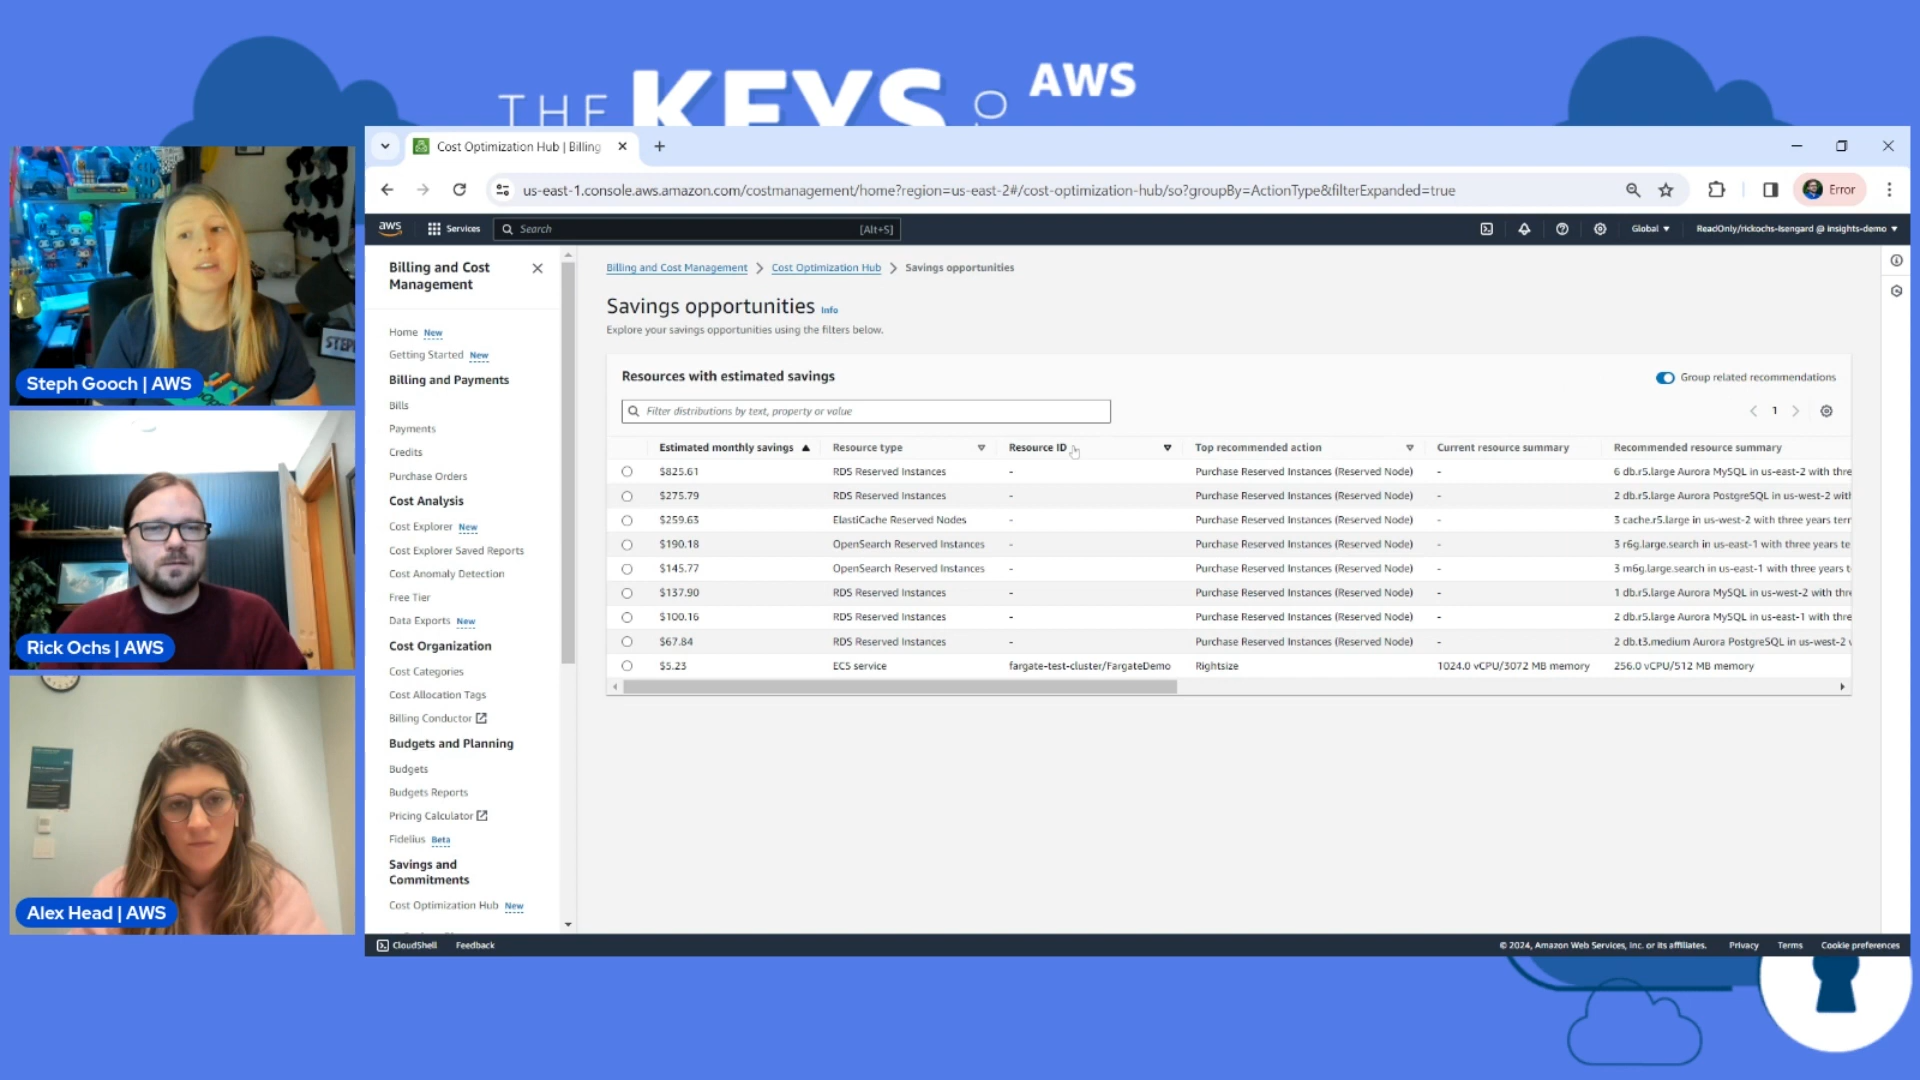 THE KEYS AWS
Cost Optimization Hub | Billing
us-east-1.console.aws.amazon.com/costmanagement/home?region=us-east-2#/cost-optimization-hub/so?groupBy=ActionType&filterExpanded=true
Error
aws
Services
Search
[Alt+S]
Global
ReadOnly/rickochs-Isengard @ insights-demo
Billing and Cost
Management
Home New
Getting Started New
Billing and Payments
Bills
Payments
Credits
Purchase Orders
Cost Analysis
Cost Explorer New
Cost Explorer Saved Reports
Cost Anomaly Detection
Free Tier
Data Exports New
Cost Organization
Cost Categories
Cost Allocation Tags
Billing Conductor
Budgets and Planning
Budgets
Budgets Reports
Pricing Calculator
Fidelius Beta
Savings and
Commitments
Cost Optimization Hub New
Billing and Cost Management > Cost Optimization Hub > Savings opportunities
Savings opportunities Info
Explore your savings opportunities using the filters below.
Resources with estimated savings
Group related recommendations
Filter distributions by text, property or value
1
Estimated monthly savings Resource type Resource ID Top recommended action Current resource summary Recommended resource summary
$825.61 RDS Reserved Instances - Purchase Reserved Instances (Reserved Node) - 6 db.r5.large Aurora MySQL in us-east-2 with thre
$275.79 RDS Reserved Instances - Purchase Reserved Instances (Reserved Node) - 2 db.r5.large Aurora PostgreSQL in us-west-2 with
$259.63 ElastiCache Reserved Nodes - Purchase Reserved Instances (Reserved Node) - 3 cache.r5.large in us-west-2 with three years terr
$190.18 OpenSearch Reserved Instances - Purchase Reserved Instances (Reserved Node) - 3 r6g.large.search in us-east-1 with three years te
$145.77 OpenSearch Reserved Instances - Purchase Reserved Instances (Reserved Node) - 3 m6g.large.search in us-east-1 with three years t
$137.90 RDS Reserved Instances - Purchase Reserved Instances (Reserved Node) - 1 db.r5.large Aurora MySQL in us-west-2 with thre
$100.16 RDS Reserved Instances - Purchase Reserved Instances (Reserved Node) - 2 db.r5.large Aurora MySQL in us-east-1 with thre
$67.84 RDS Reserved Instances - Purchase Reserved Instances (Reserved Node) - 2 db.t3.medium Aurora PostgreSQL in us-west-2
$5.23 ECS service fargate-test-cluster/FargateDemo Rightsize 1024.0 vCPU/3072 MB memory 256.0 vCPU/512 MB memory
CloudShell Feedback
© 2024, Amazon Web Services, Inc. or its affiliates. Privacy Terms Cookie preferences
STEP
Steph Gooch | AWS
Rick Ochs | AWS
Alex Head | AWS